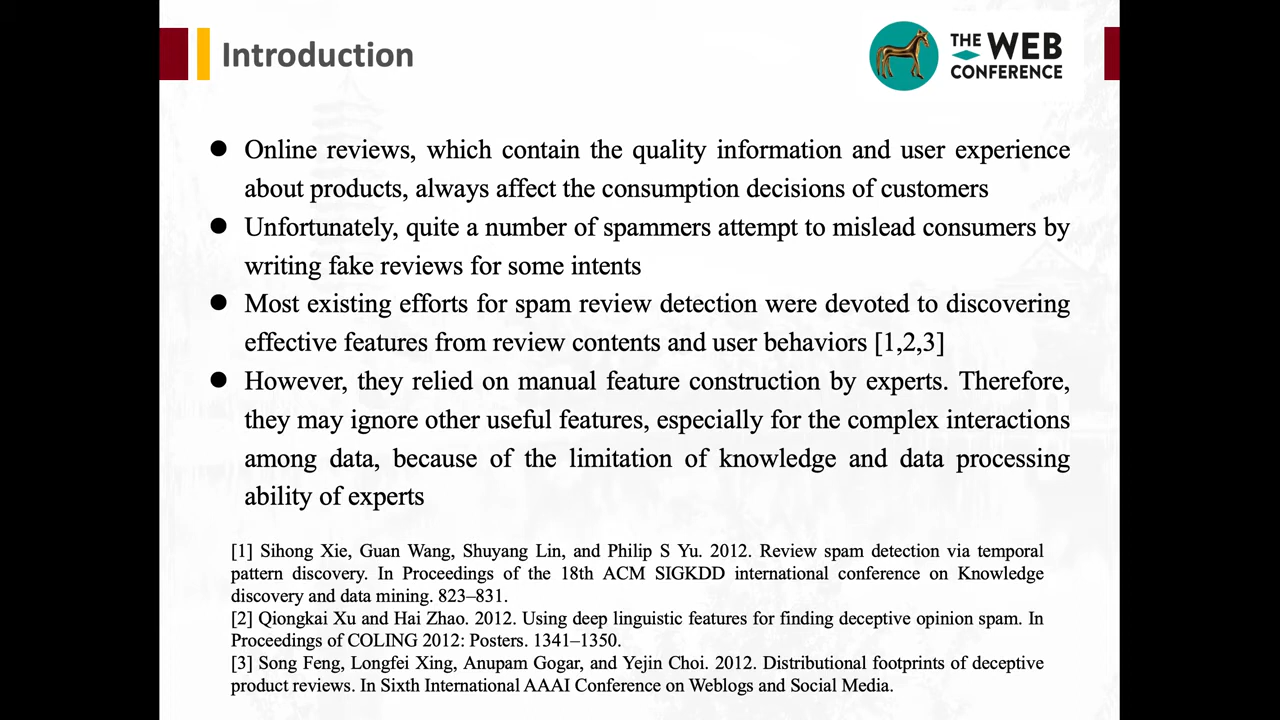 Introduction
THE WEB
CONFERENCE
● Online reviews, which contain the quality information and user experience
about products, always affect the consumption decisions of customers
● Unfortunately, quite a number of spammers attempt to mislead consumers by
writing fake reviews for some intents
● Most existing efforts for spam review detection were devoted to discovering
effective features from review contents and user behaviors [1,2,3]
● However, they relied on manual feature construction by experts. Therefore,
they may ignore other useful features, especially for the complex interactions
among data, because of the limitation of knowledge and data processing
ability of experts
[1] Sihong Xie, Guan Wang, Shuyang Lin, and Philip S Yu. 2012. Review spam detection via temporal
pattern discovery. In Proceedings of the 18th ACM SIGKDD international conference on Knowledge
discovery and data mining. 823–831.
[2] Qiongkai Xu and Hai Zhao. 2012. Using deep linguistic features for finding deceptive opinion spam. In
Proceedings of COLING 2012: Posters. 1341–1350.
[3] Song Feng, Longfei Xing, Anupam Gogar, and Yejin Choi. 2012. Distributional footprints of deceptive
product reviews. In Sixth International AAAI Conference on Weblogs and Social Media.